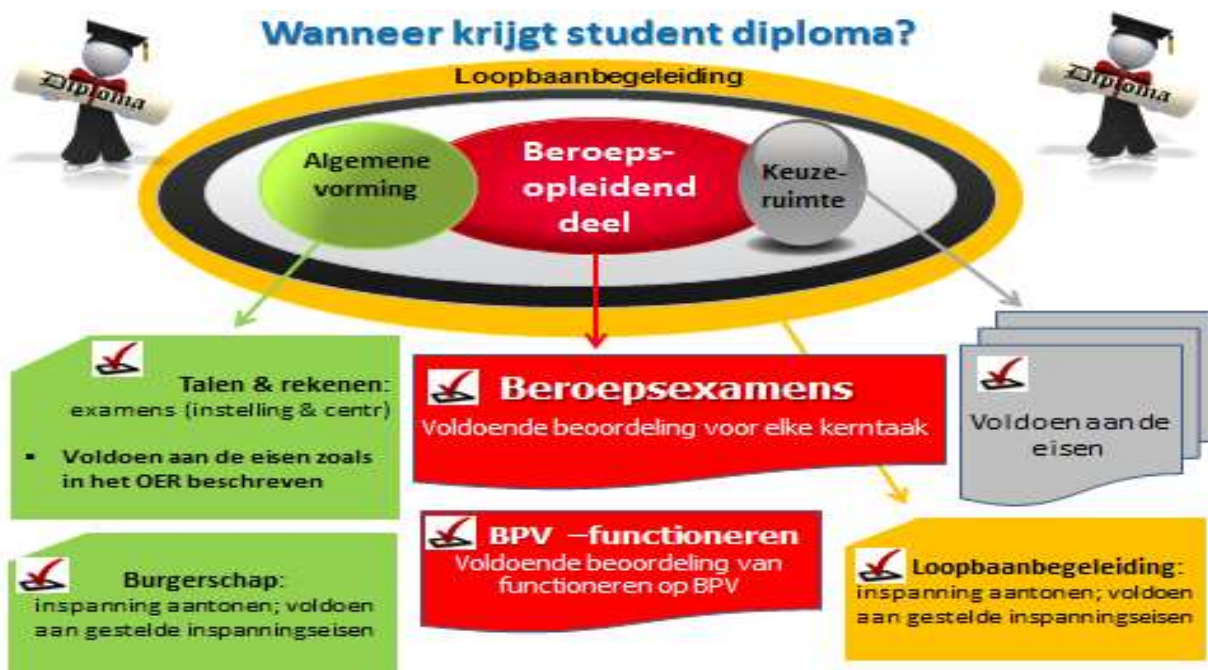 Wanneer krijgt student diploma?
Diploma
Diploma
Loopbaanbegeleiding
Algemene
vorming
Beroeps-
opleidend
deel
Keuze-
ruimte
Talen & rekenen:
examens (instelling & centr)
▪ Voldoen aan de eisen zoals
in het OER beschreven
Beroepsexamens
Voldoende beoordeling voor elke kerntaak
Voldoen aan de
eisen
Burgerschap:
inspanning aantonen; voldoen
aan gestelde inspanningseisen
BPV –functioneren
Voldoende beoordeling van
functioneren op BPV
Loopbaanbegeleiding:
inspanning aantonen; voldoen
aan gestelde inspanningseisen